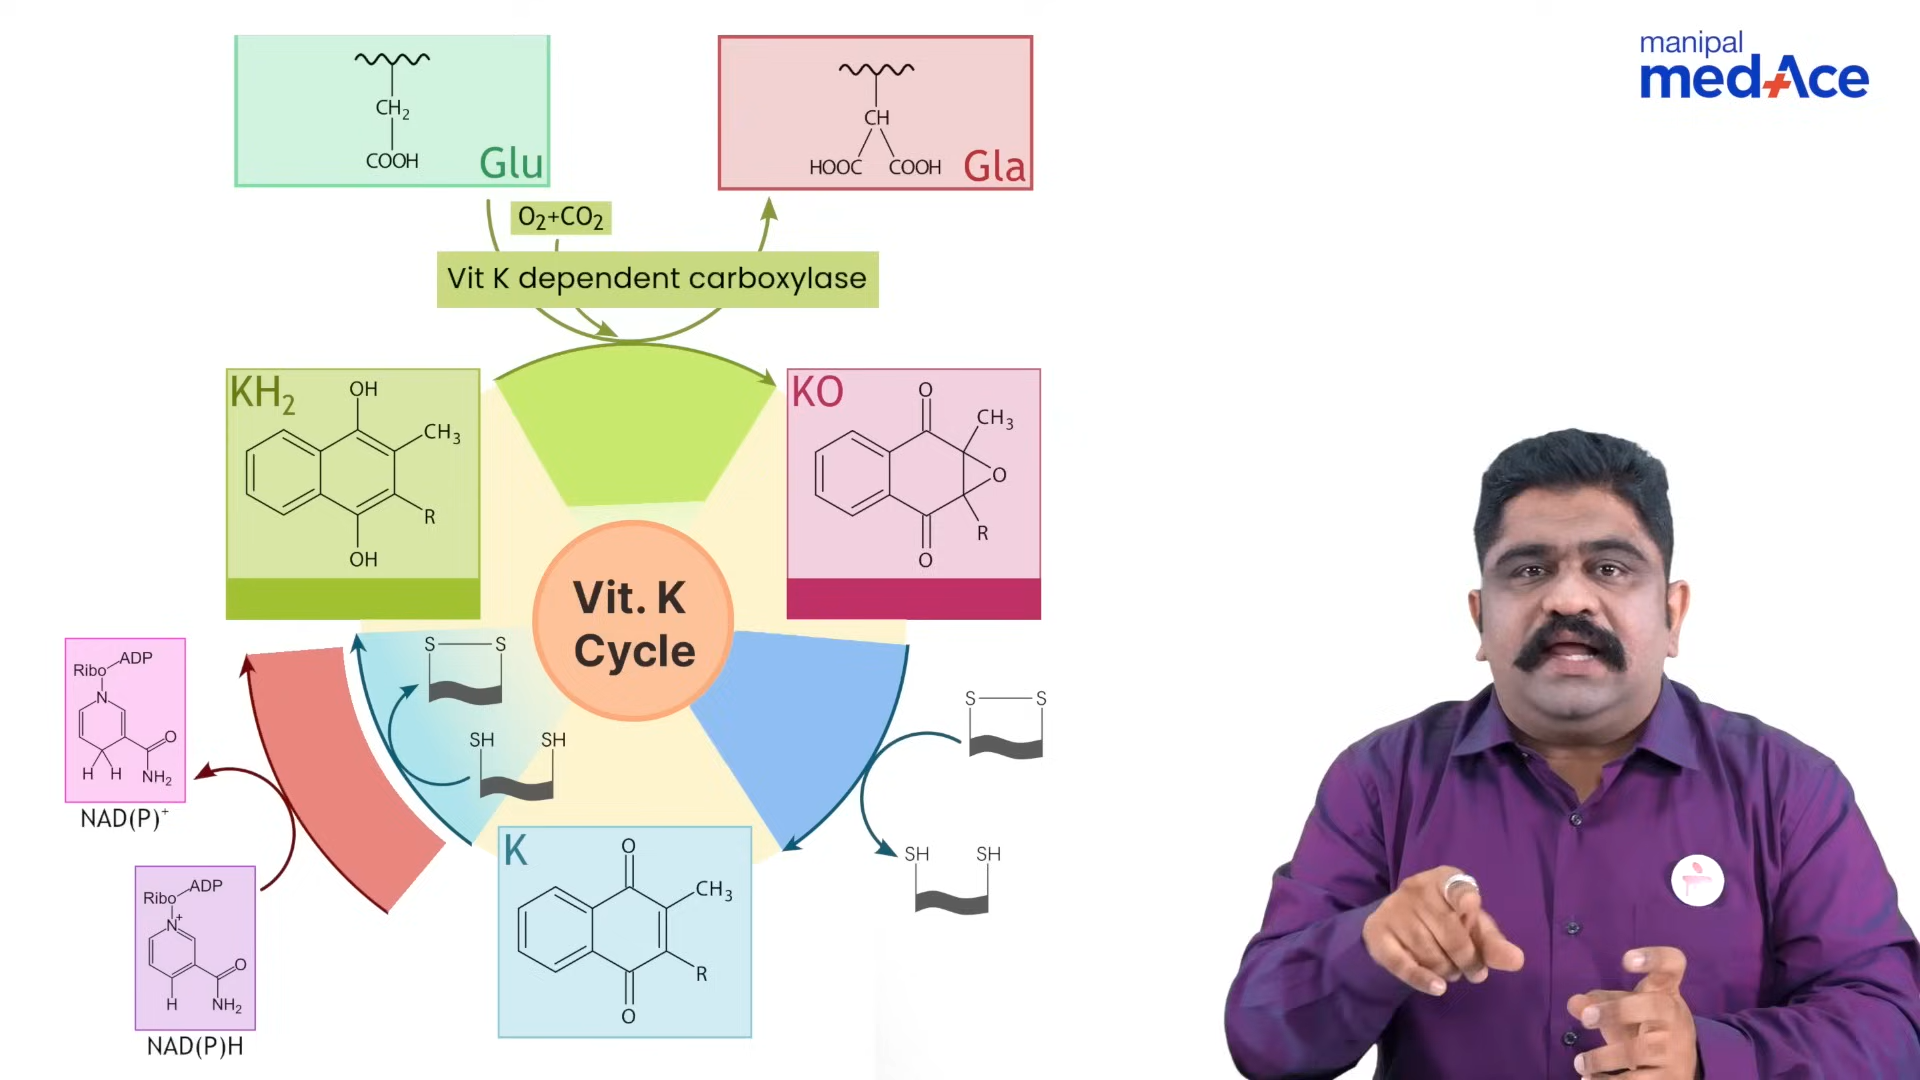 manipal
medAce
CH2
COOH
Glu
CH
HOOC COOH
Gla
O2+CO2
Vit K dependent carboxylase
KH2
OH
CH3
R
OH
KO
O
CH3
O
R
O
Vit. K
Cycle
S S
SH SH
S S
SH SH
Ribo ADP
N
O
H H
NH2
NAD(P)+
Ribo ADP
N+
O
H
NH2
NAD(P)H
K
O
CH3
R
O